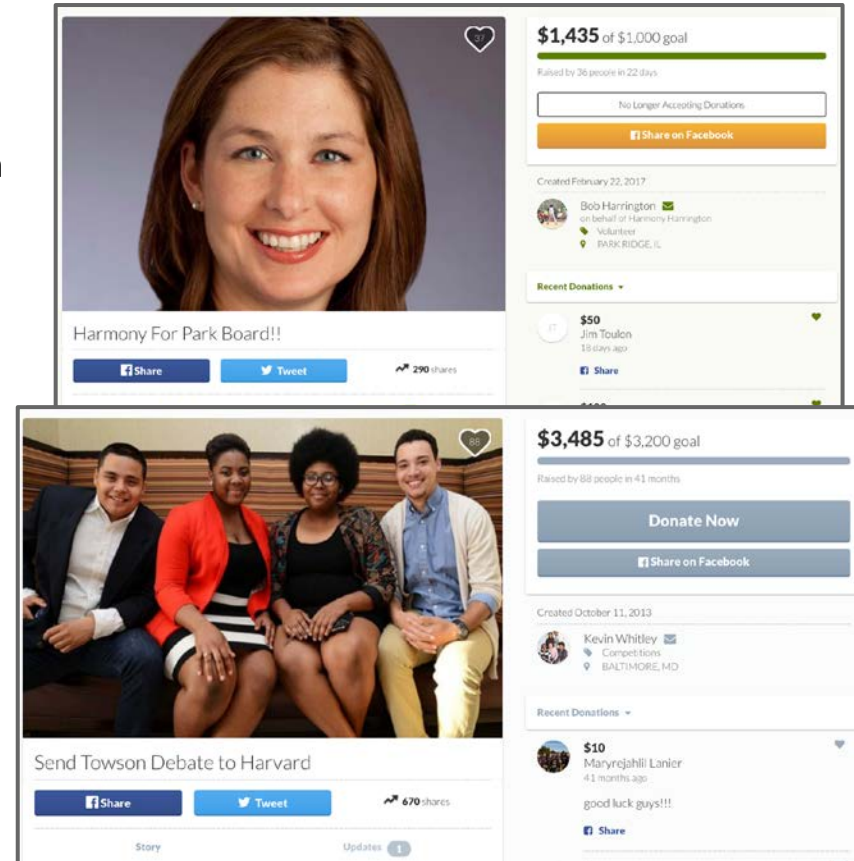 37
$1,435 of $1,000 goal
Raised by 36 people in 22 days
No Longer Accepting Donations
Share on Facebook
Created February 22, 2017
Bob Harrington
on behalf of Harmony Harrington
Volunteer
PARK RIDGE, IL
Recent Donations
JT
$50
Jim Toulon
18 days ago
Share
Harmony For Park Board!!
Share Tweet 290 shares
88
$3,485 of $3,200 goal
Raised by 88 people in 41 months
Donate Now
Share on Facebook
Created October 11, 2013
Kevin Whitley
Competitions
BALTIMORE, MD
Recent Donations
$10
Maryrejahlil Lanier
41 months ago
good luck guys!!!
Share
Send Towson Debate to Harvard
Share Tweet 670 shares
Story Updates 1